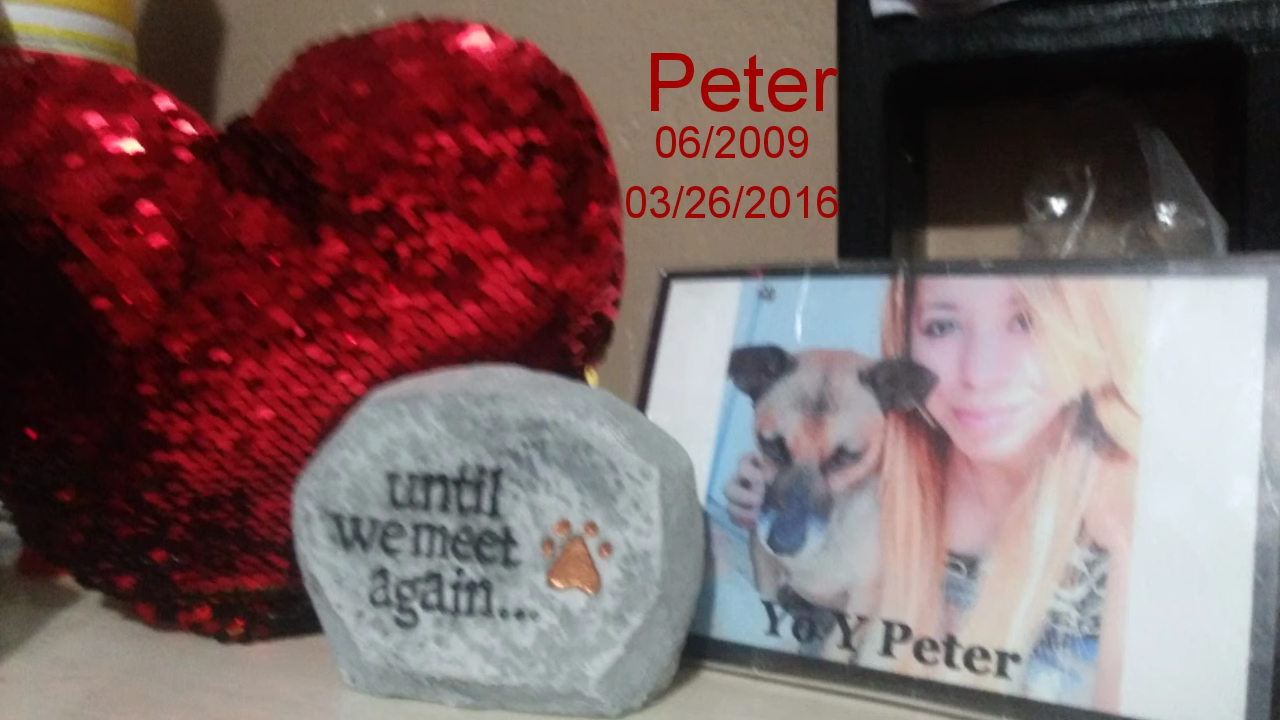 Peter
06/2009
03/26/2016
until
we meet
again...
Yo Y Peter